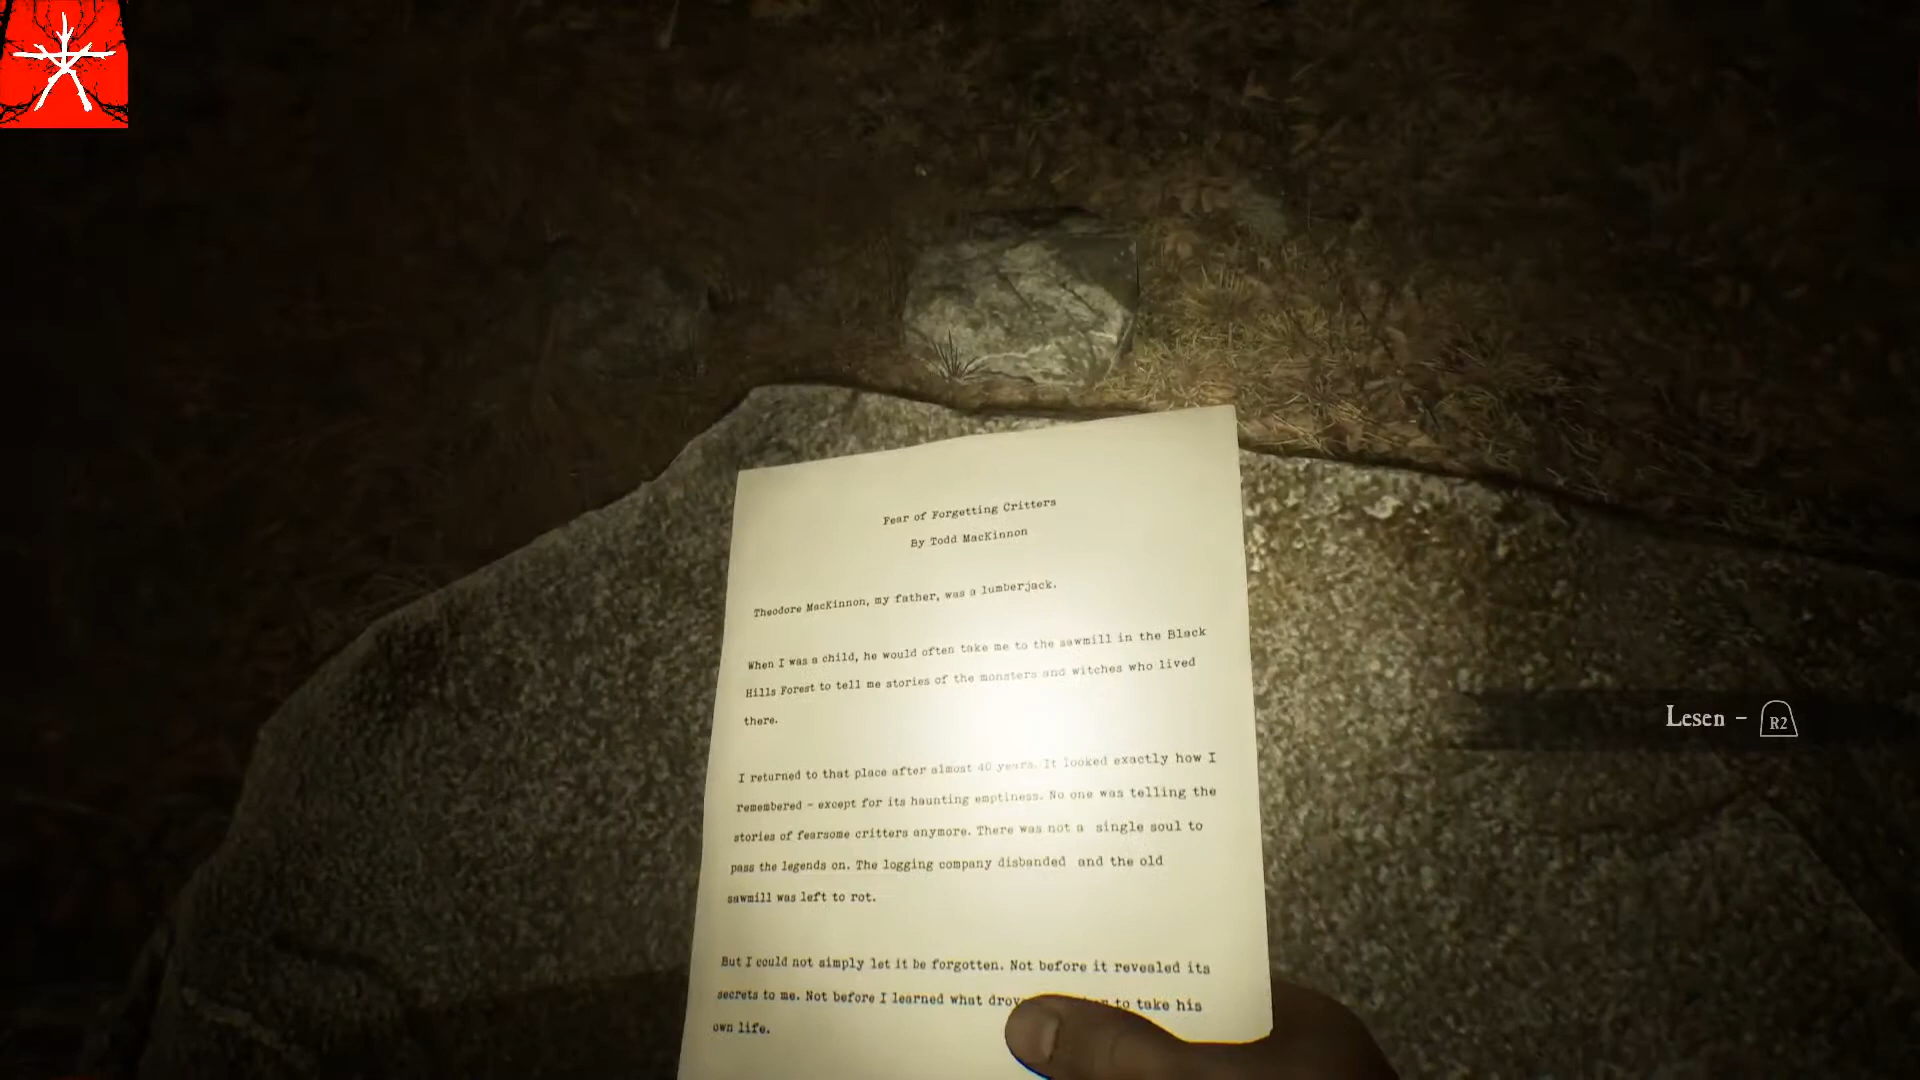 Fear of Forgetting Critters
By Todd MacKinnon
Theodore MacKinnon, my father, was a lumberjack.
When I was a child, he would often take me to the sawmill in the Black
Hills Forest to tell me stories of the monsters and witches who lived
there.
I returned to that place after almost 40 years. It looked exactly how I
remembered - except for its haunting emptiness. No one was telling the
stories of fearsome critters anymore. There was not a single soul to
pass the legends on. The logging company disbanded and the old
sawmill was left to rot.
But I could not simply let it be forgotten. Not before it revealed its
secrets to me. Not before I learned what drove to take his
own life.
Lesen - R2